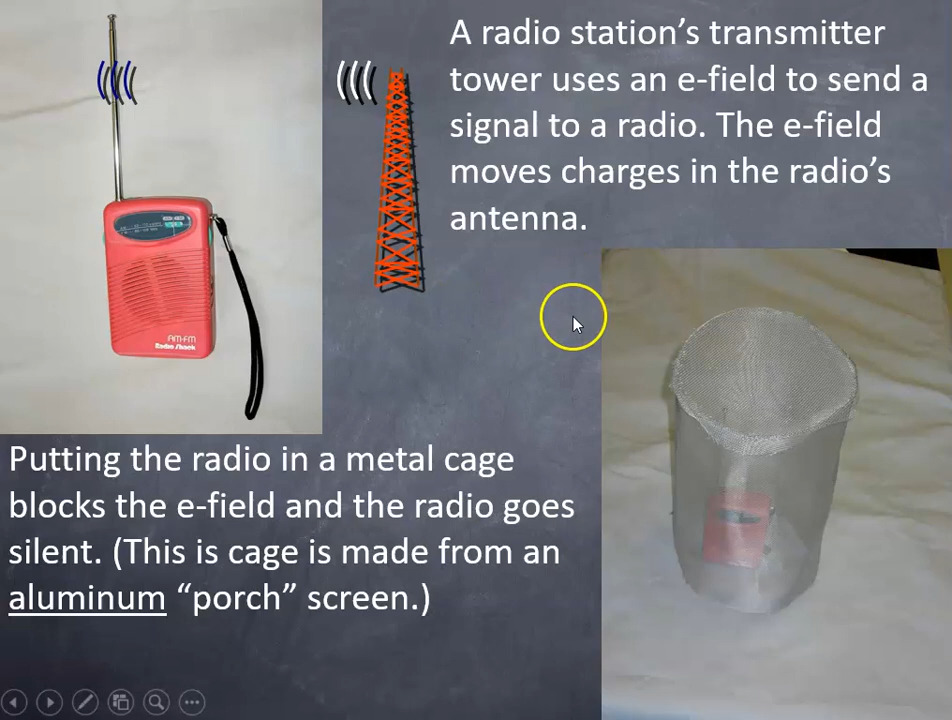 A radio station’s transmitter
tower uses an e-field to send a
signal to a radio. The e-field
moves charges in the radio’s
antenna.
AM-FM
Radio Shack
Putting the radio in a metal cage
blocks the e-field and the radio goes
silent. (This is cage is made from an
aluminum “porch” screen.)